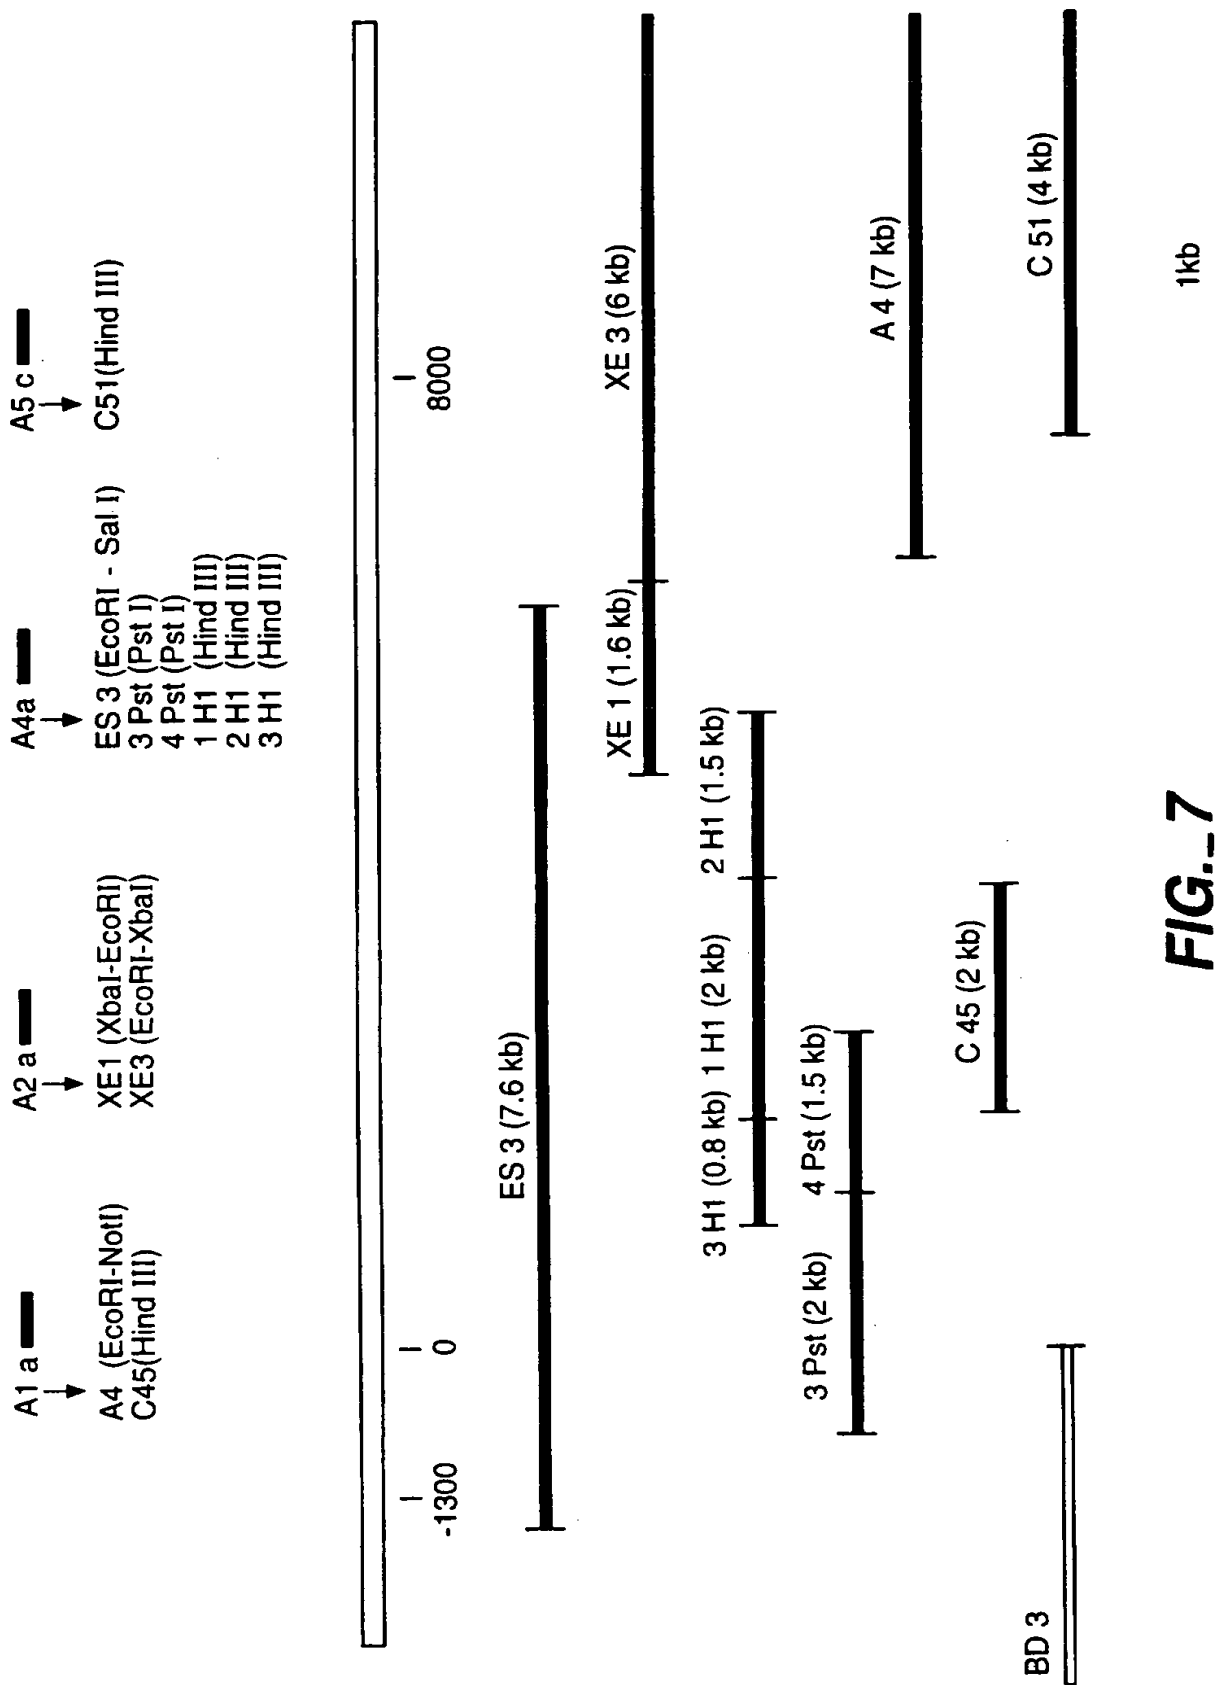 A1 a
A4 (EcoRI-NotI)
C45(Hind III)
A2 a
XE1 (XbaI-EcoRI)
XE3 (EcoRI-XbaI)
A4a
ES 3 (EcoRI - Sal I)
3 Pst (Pst I)
4 Pst (Pst I)
1 H1 (Hind III)
2 H1 (Hind III)
3 H1 (Hind III)
A5 c
C51(Hind III)
-1300
0
8000
ES 3 (7.6 kb)
XE 1 (1.6 kb)
XE 3 (6 kb)
3 H1 (0.8 kb)
1 H1 (2 kb)
2 H1 (1.5 kb)
3 Pst (2 kb)
4 Pst (1.5 kb)
A 4 (7 kb)
C 45 (2 kb)
BD 3
C 51 (4 kb)
1kb
FIG._7